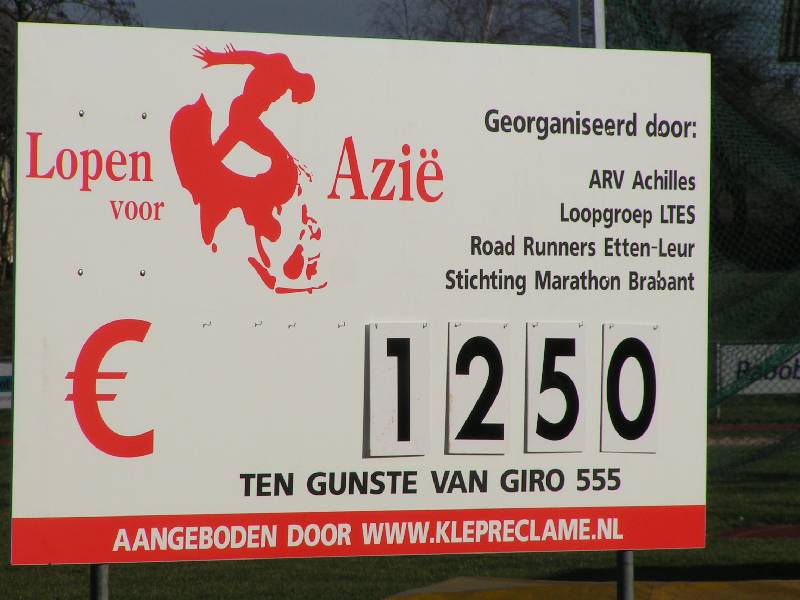 Lopen
voor
Azië
Georganiseerd door:
ARV Achilles
Loopgroep LTES
Road Runners Etten-Leur
Stichting Marathon Brabant
€ 1250
TEN GUNSTE VAN GIRO 555
AANGEBODEN DOOR WWW.KLEPRECLAME.NL